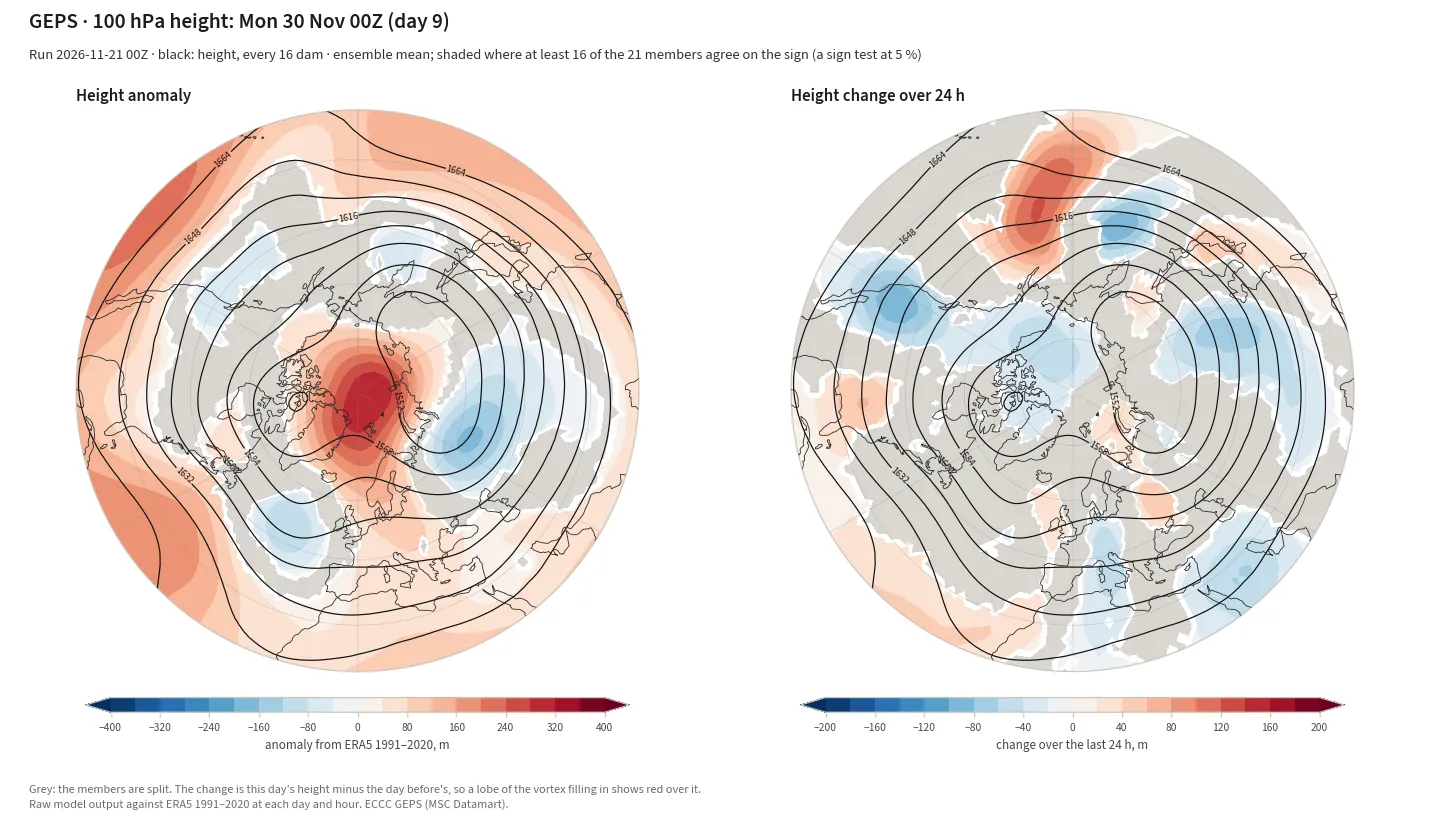 GEPS · 100 hPa height: Mon 30 Nov 00Z (day 9)
Run 2026-11-21 00Z · black: height, every 16 dam · ensemble mean; shaded where at least 16 of the 21 members agree on the sign (a sign test at 5 %)
Height anomaly
Height change over 24 h
1664
1664
1648
1616
1552
1568
1584
1600
1632
1664
1664
1648
1616
1552
1568
1584
1600
1632
−400 −320 −240 −160 −80 0 80 160 240 320 400
anomaly from ERA5 1991–2020, m
−200 −160 −120 −80 −40 0 40 80 120 160 200
change over the last 24 h, m
Grey: the members are split. The change is this day's height minus the day before's, so a lobe of the vortex filling in shows red over it.
Raw model output against ERA5 1991–2020 at each day and hour. ECCC GEPS (MSC Datamart).